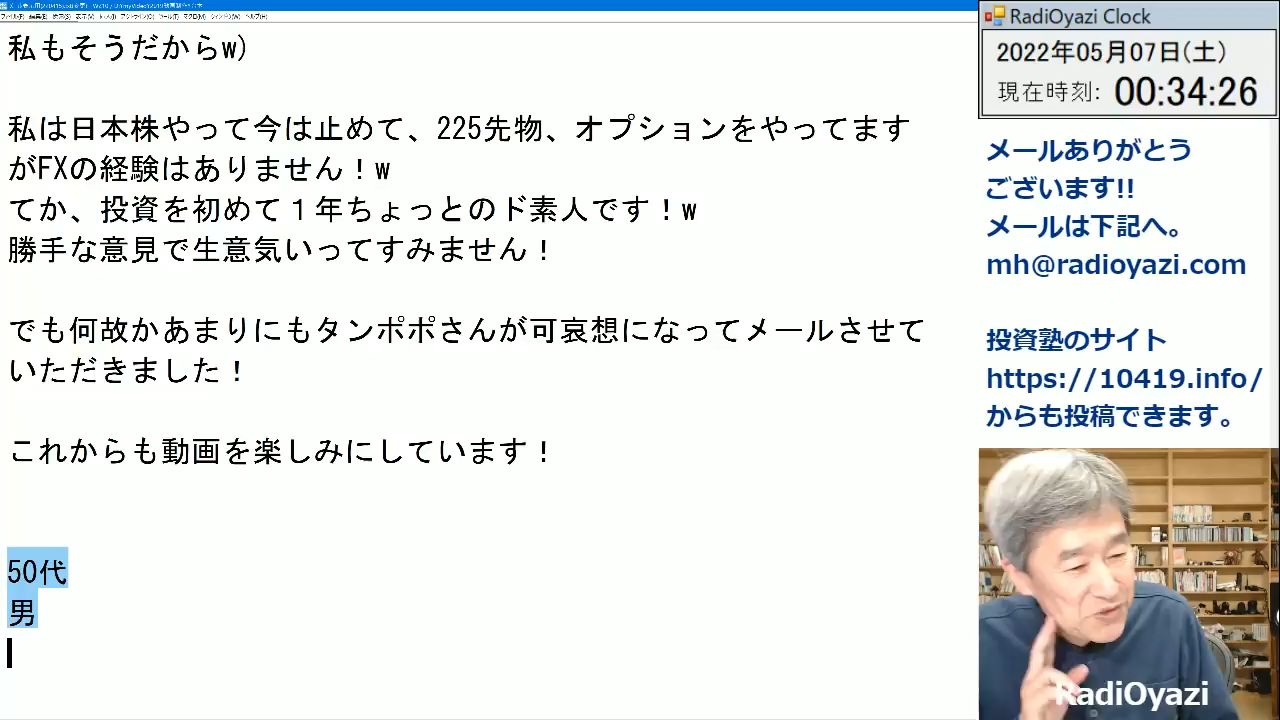 私もそうだからw)
私は日本株やって今は止めて、225先物、オプションをやってます
がFXの経験はありません！w
てか、投資を初めて１年ちょっとのド素人です！w
勝手な意見で生意気いってすみません！
でも何故かあまりにもタンポポさんが可哀想になってメールさせて
いただきました！
これからも動画を楽しみにしています！
50代
男
RadiOyazi Clock
2022年05月07日(土)
現在時刻: 00:34:26
メールありがとう
ございます!!
メールは下記へ。
mh@radioyazi.com
投資塾のサイト
https://10419.info/
からも投稿できます。
RadiOyazi